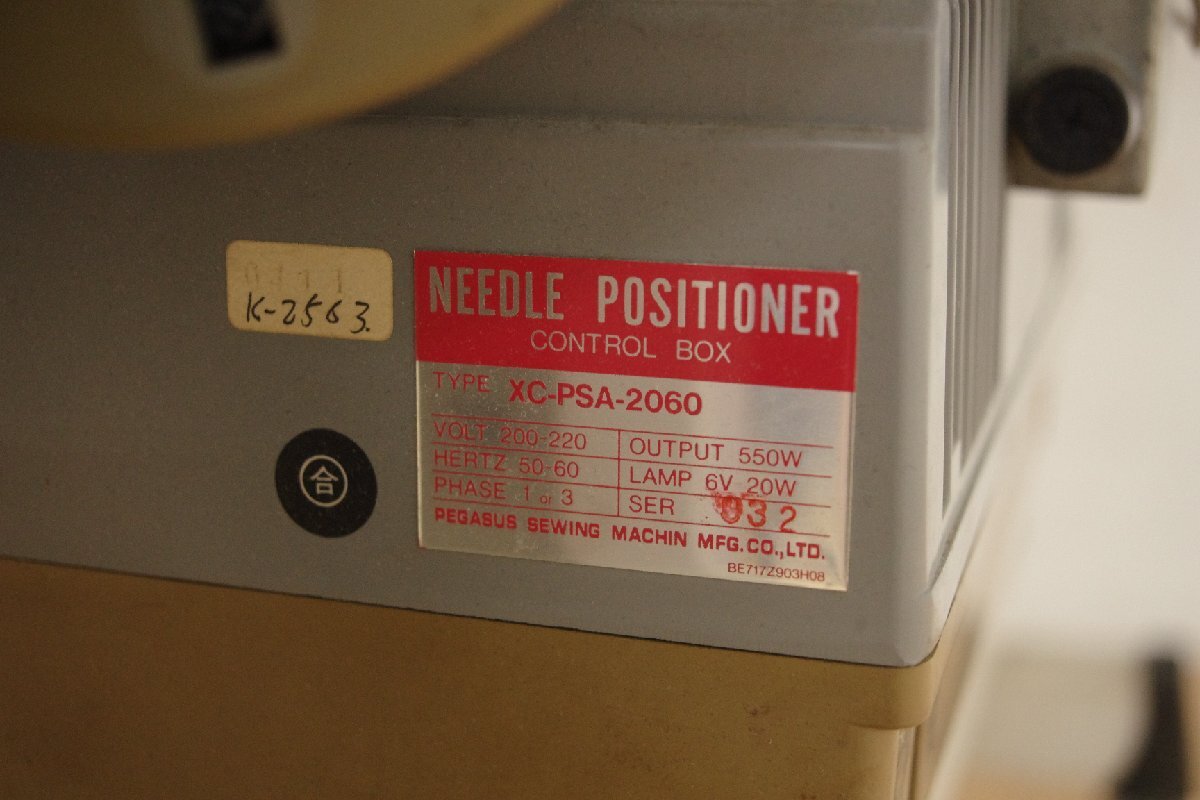 K-2563.
NEEDLE POSITIONER
CONTROL BOX
TYPE XC-PSA-2060
VOLT 200-220
OUTPUT 550W
HERTZ 50-60
LAMP 6V 20W
PHASE 1 or 3
SER 932
PEGASUS SEWING MACHIN MFG.CO.,LTD.
BE717Z903H08
合